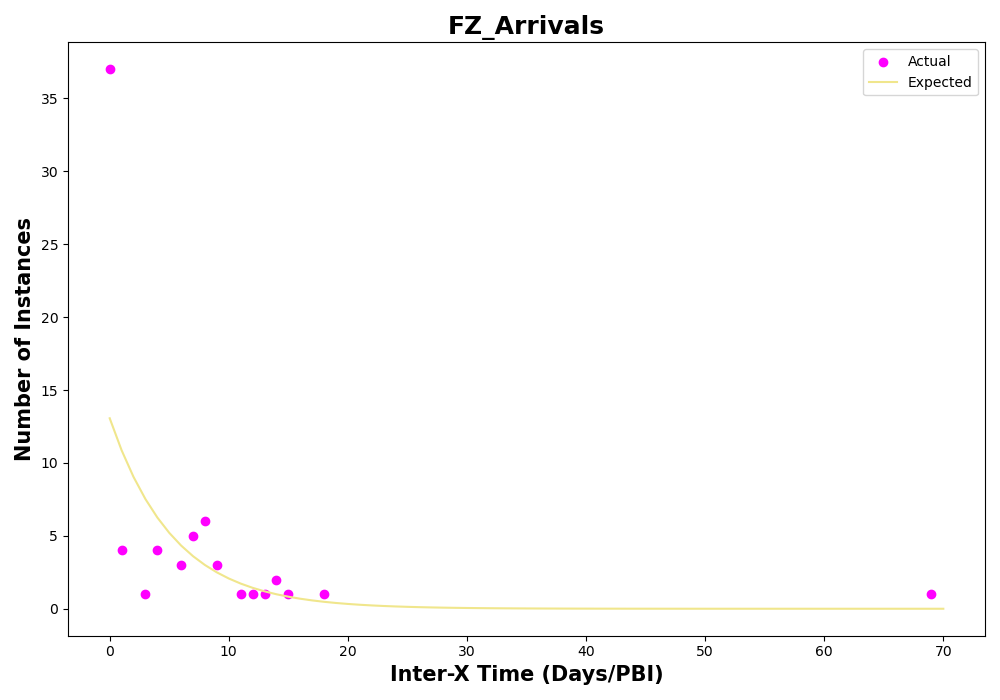 FZ_Arrivals
Actual
Expected
Number of Instances
35
30
25
20
15
10
5
0
0 10 20 30 40 50 60 70
Inter-X Time (Days/PBI)